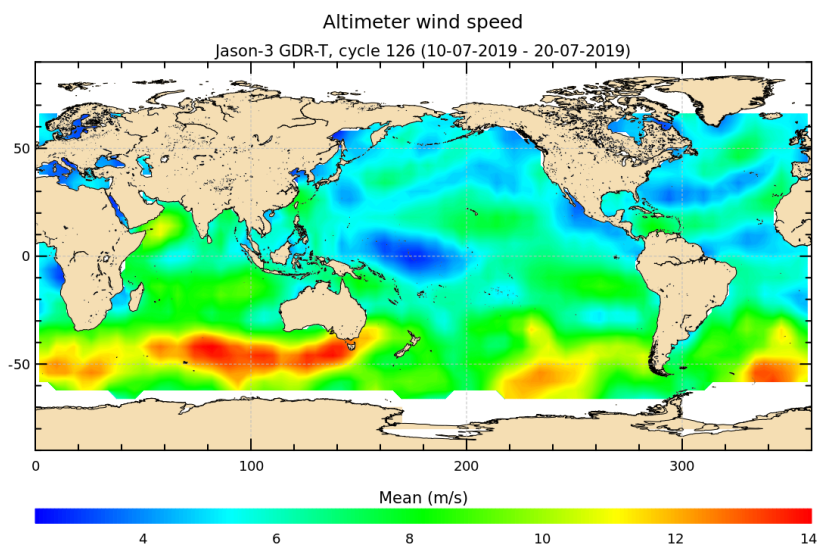 Altimeter wind speed
Jason-3 GDR-T, cycle 126 (10-07-2019 - 20-07-2019)
50
0
-50
0 100 200 300
Mean (m/s)
4 6 8 10 12 14